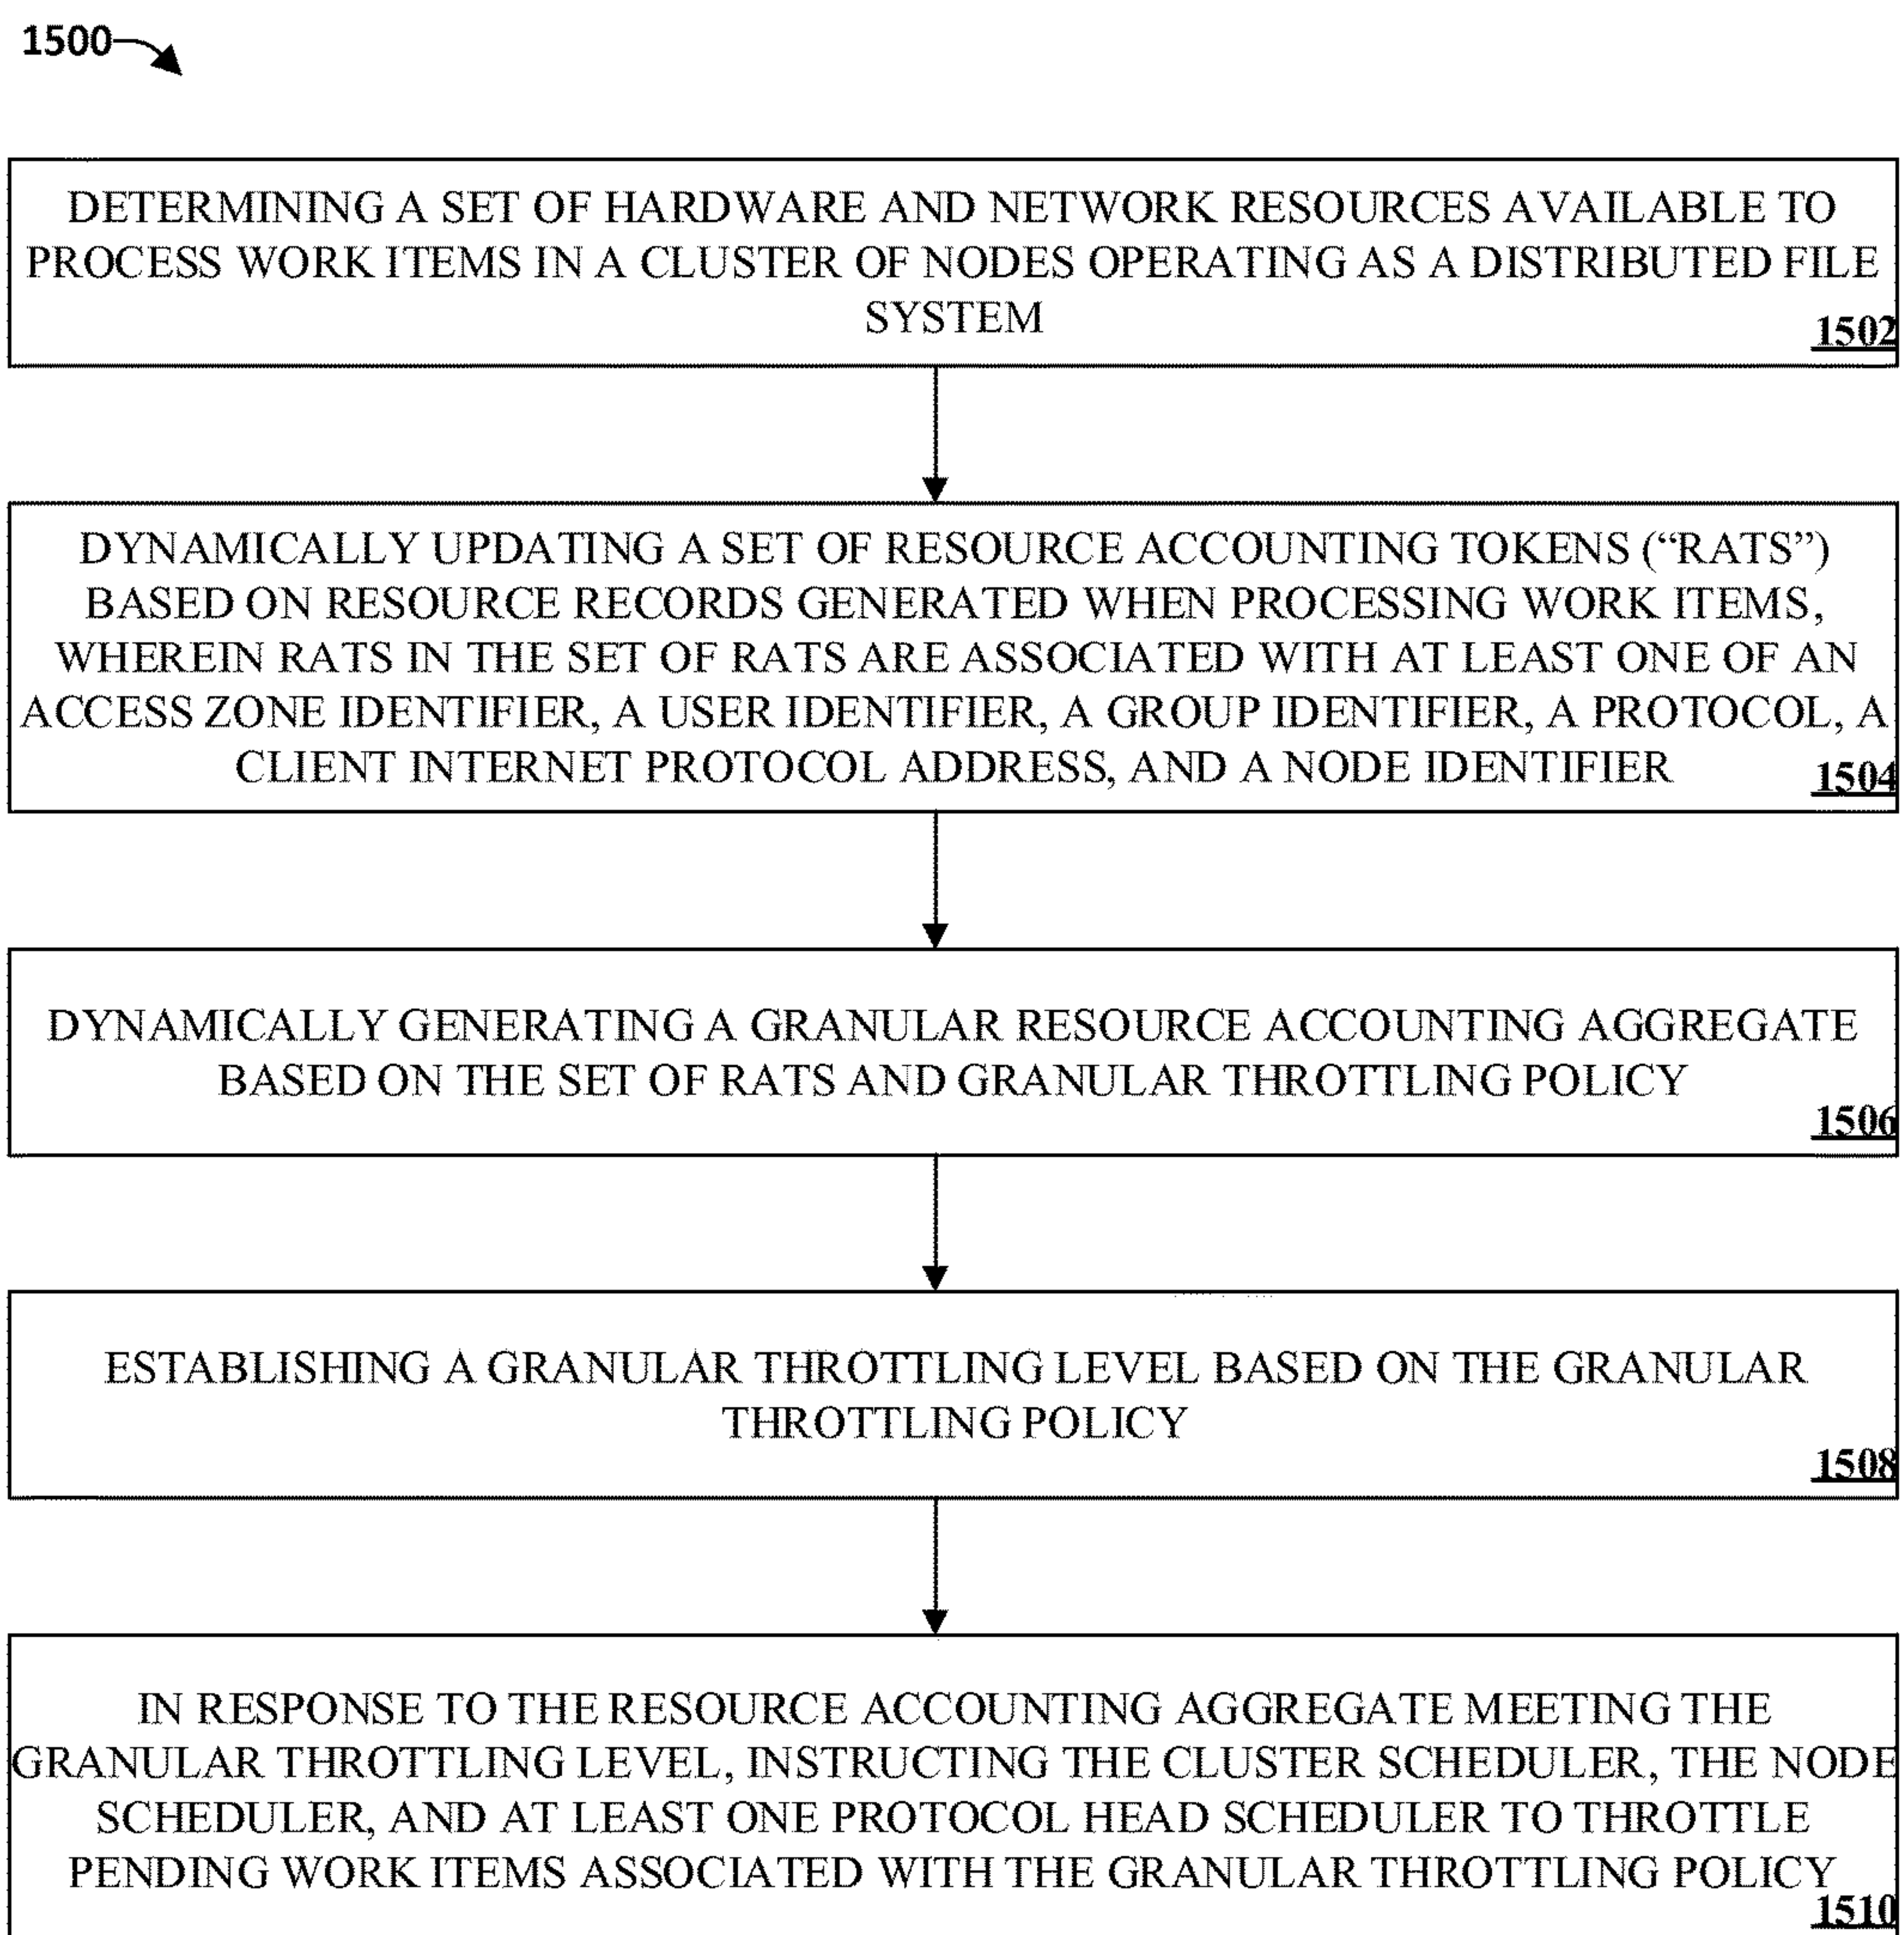 1500
DETERMINING A SET OF HARDWARE AND NETWORK RESOURCES AVAILABLE TO
PROCESS WORK ITEMS IN A CLUSTER OF NODES OPERATING AS A DISTRIBUTED FILE
SYSTEM
1502
DYNAMICALLY UPDATING A SET OF RESOURCE ACCOUNTING TOKENS (“RATS”)
BASED ON RESOURCE RECORDS GENERATED WHEN PROCESSING WORK ITEMS,
WHEREIN RATS IN THE SET OF RATS ARE ASSOCIATED WITH AT LEAST ONE OF AN
ACCESS ZONE IDENTIFIER, A USER IDENTIFIER, A GROUP IDENTIFIER, A PROTOCOL, A
CLIENT INTERNET PROTOCOL ADDRESS, AND A NODE IDENTIFIER
1504
DYNAMICALLY GENERATING A GRANULAR RESOURCE ACCOUNTING AGGREGATE
BASED ON THE SET OF RATS AND GRANULAR THROTTLING POLICY
1506
ESTABLISHING A GRANULAR THROTTLING LEVEL BASED ON THE GRANULAR
THROTTLING POLICY
1508
IN RESPONSE TO THE RESOURCE ACCOUNTING AGGREGATE MEETING THE
GRANULAR THROTTLING LEVEL, INSTRUCTING THE CLUSTER SCHEDULER, THE NODE
SCHEDULER, AND AT LEAST ONE PROTOCOL HEAD SCHEDULER TO THROTTLE
PENDING WORK ITEMS ASSOCIATED WITH THE GRANULAR THROTTLING POLICY
1510